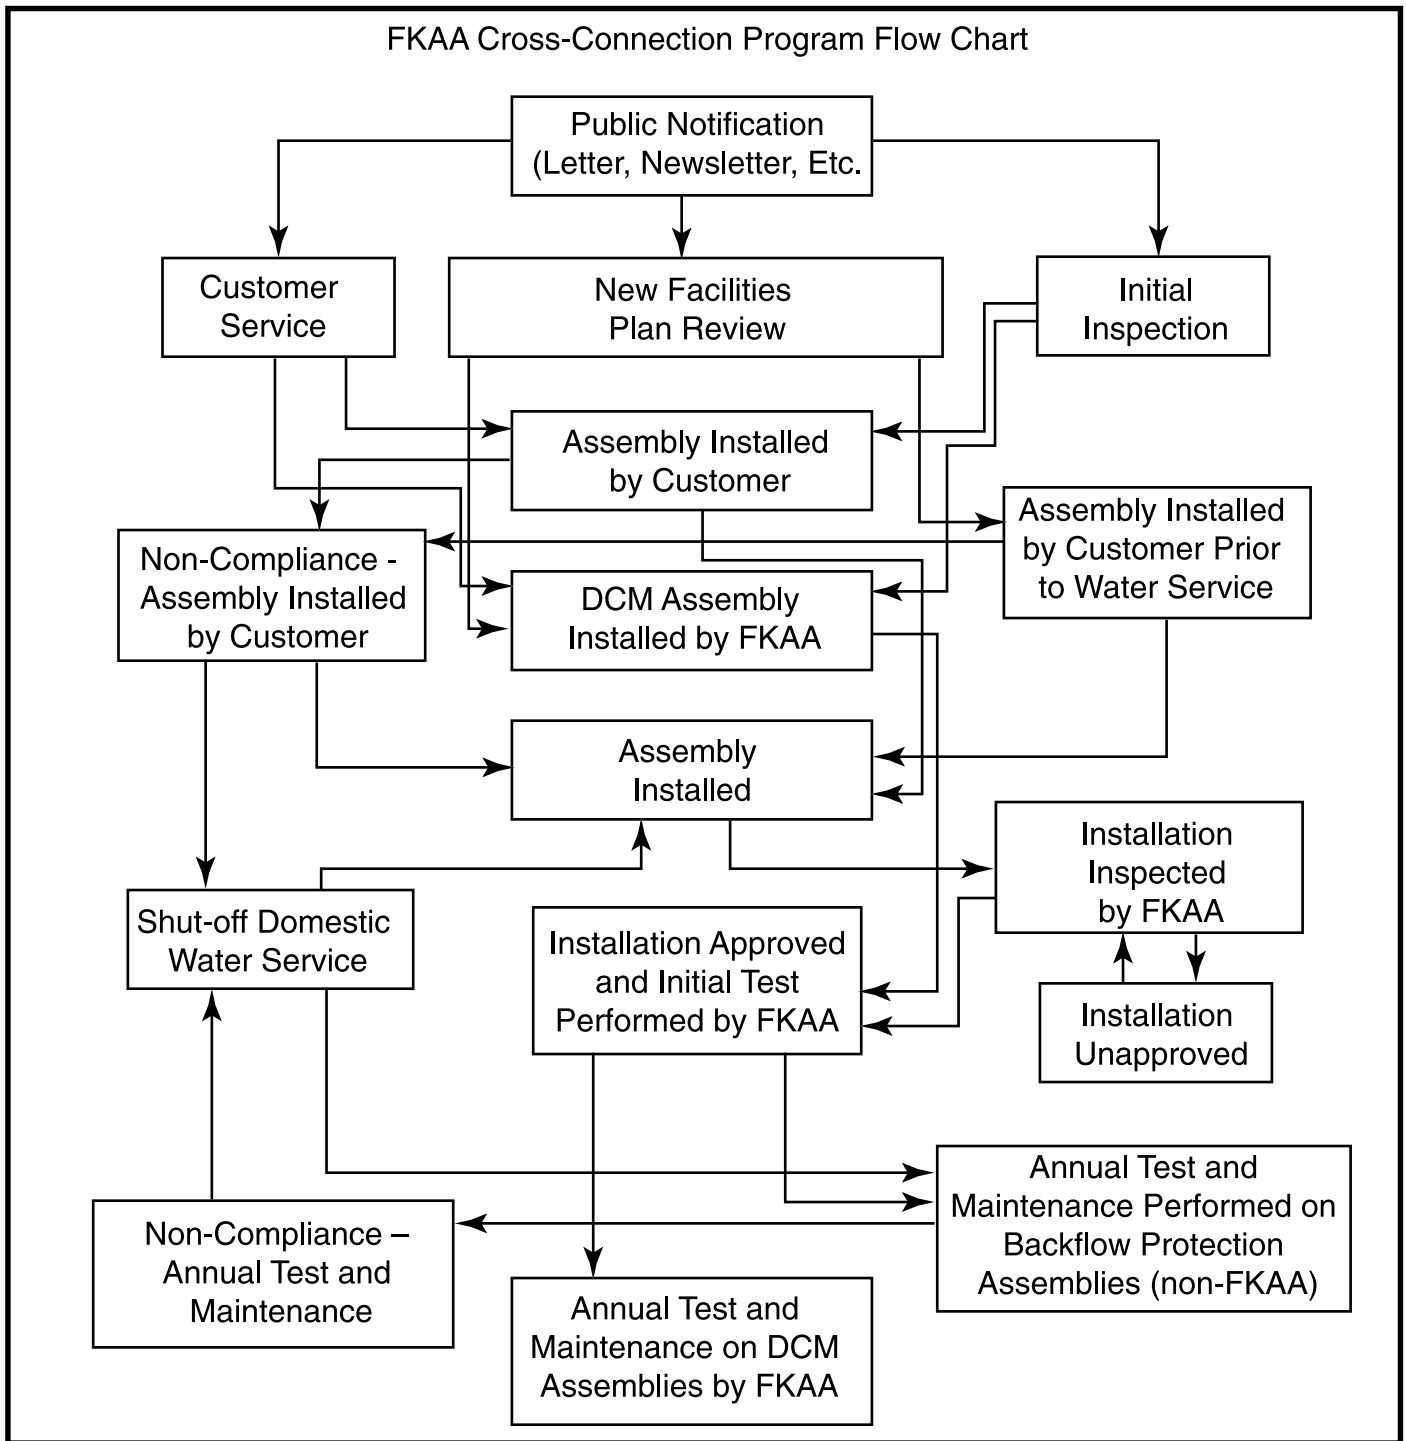 FKAA Cross-Connection Program Flow Chart
Public Notification
(Letter, Newsletter, Etc.
Customer
Service
New Facilities
Plan Review
Initial
Inspection
Assembly Installed
by Customer
Assembly Installed
by Customer Prior
to Water Service
Non-Compliance -
Assembly Installed
by Customer
DCM Assembly
Installed by FKAA
Assembly
Installed
Installation
Inspected
by FKAA
Shut-off Domestic
Water Service
Installation Approved
and Initial Test
Performed by FKAA
Installation
Unapproved
Annual Test and
Maintenance Performed on
Backflow Protection
Assemblies (non-FKAA)
Non-Compliance –
Annual Test and
Maintenance
Annual Test and
Maintenance on DCM
Assemblies by FKAA